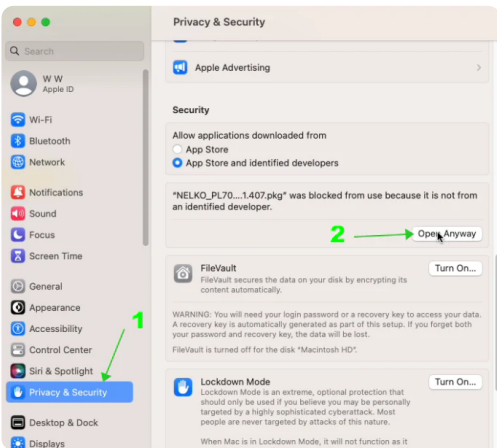 Privacy & Security
Search
W W
Apple ID
Wi-Fi
Bluetooth
Network
Notifications
Sound
Focus
Screen Time
General
Appearance
Accessibility
Control Center
Siri & Spotlight
Privacy & Security
Desktop & Dock
Displays
1
Apple Advertising
Security
Allow applications downloaded from
App Store
App Store and identified developers
"NELKO_PL70....1.407.pkg" was blocked from use because it is not from
an identified developer.
2
Open Anyway
FileVault
Turn On...
FileVault secures the data on your disk by encrypting its
content automatically.
WARNING: You will need your login password or a recovery key to access your data.
A recovery key is automatically generated as part of this setup. If you forget both
your password and recovery key, the data will be lost.
FileVault is turned off for the disk "Macintosh HD".
Lockdown Mode
Turn On...
Lockdown Mode is an extreme, optional protection that
should only be used if you believe you may be personally
targeted by a highly sophisticated cyberattack. Most
people are never targeted by attacks of this nature.
When Mac is in Lockdown Mode, it will not function as it